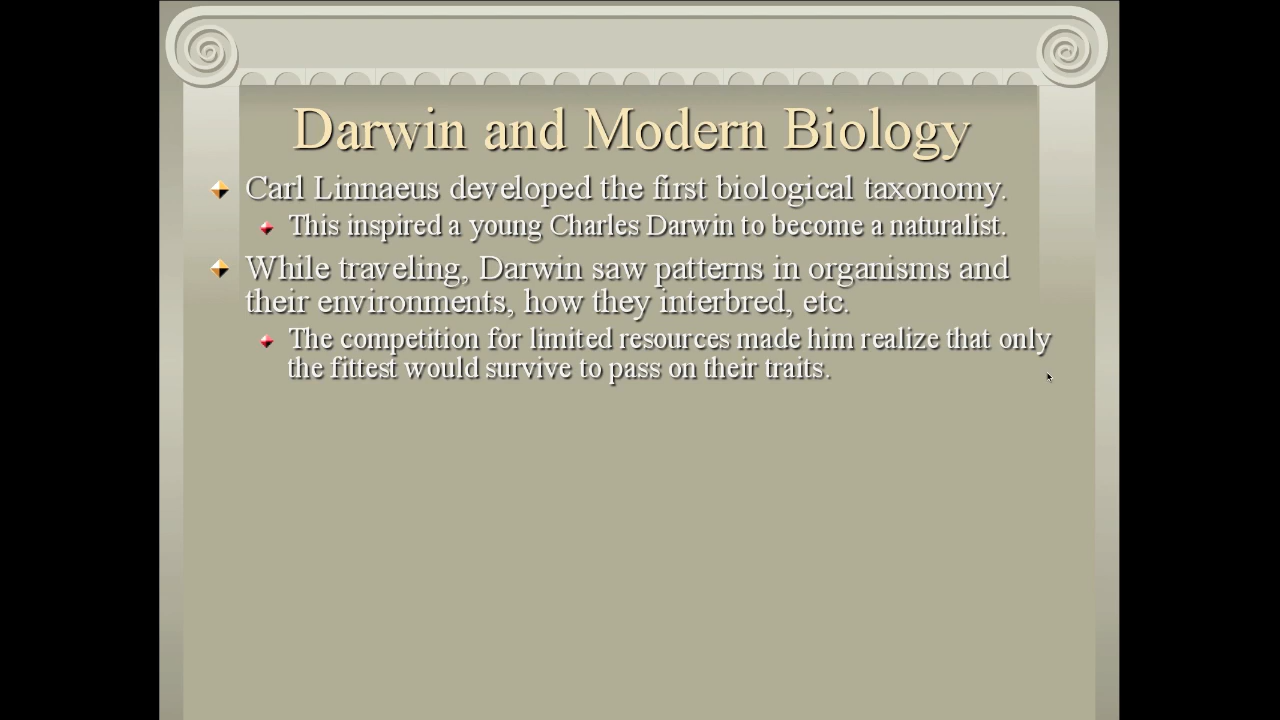 Darwin and Modern Biology
Carl Linnaeus developed the first biological taxonomy.
This inspired a young Charles Darwin to become a naturalist.
While traveling, Darwin saw patterns in organisms and
their environments, how they interbred, etc.
The competition for limited resources made him realize that only
the fittest would survive to pass on their traits.